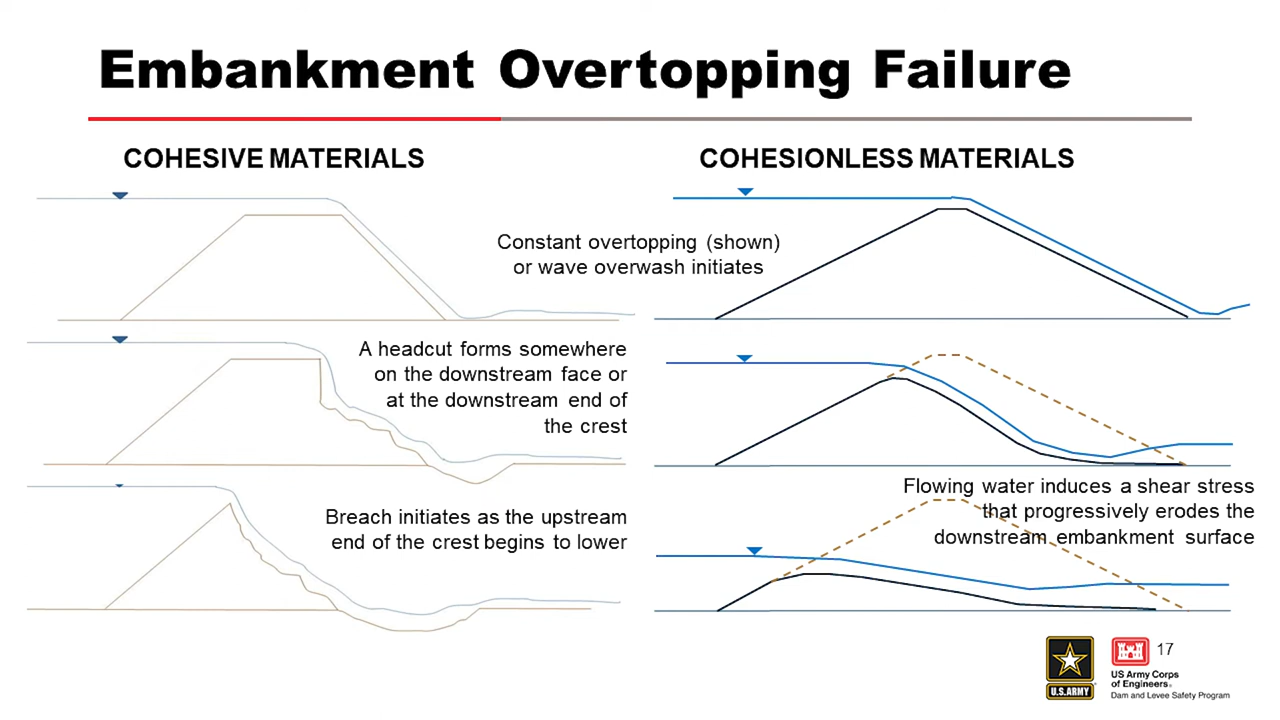 Embankment Overtopping Failure
COHESIVE MATERIALS
COHESIONLESS MATERIALS
Constant overtopping (shown)
or wave overwash initiates
A headcut forms somewhere
on the downstream face or
at the downstream end of
the crest
Breach initiates as the upstream
end of the crest begins to lower
Flowing water induces a shear stress
that progressively erodes the
downstream embankment surface
U.S.ARMY
17
US Army Corps
of Engineers®
Dam and Levee Safety Program